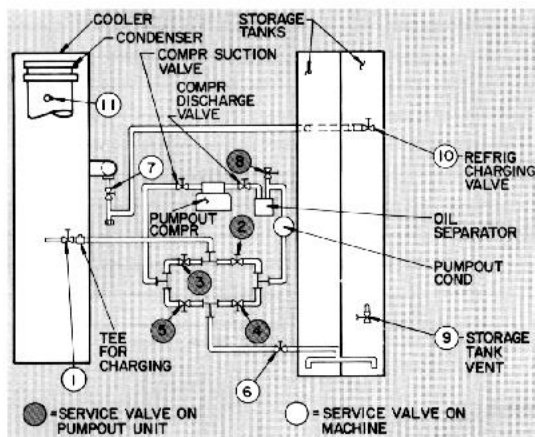 COOLER
CONDENSER
COMPR SUCTION
VALVE
COMPR
DISCHARGE
VALVE
STORAGE
TANKS
11
7
8
10
REFRIG
CHARGING
VALVE
PUMPOUT
COMPR
2
OIL
SEPARATOR
3
PUMPOUT
COND
5
4
9
STORAGE
TANK
VENT
TEE
FOR
CHARGING
1
6
=SERVICE VALVE ON
PUMPOUT UNIT
=SERVICE VALVE ON
MACHINE